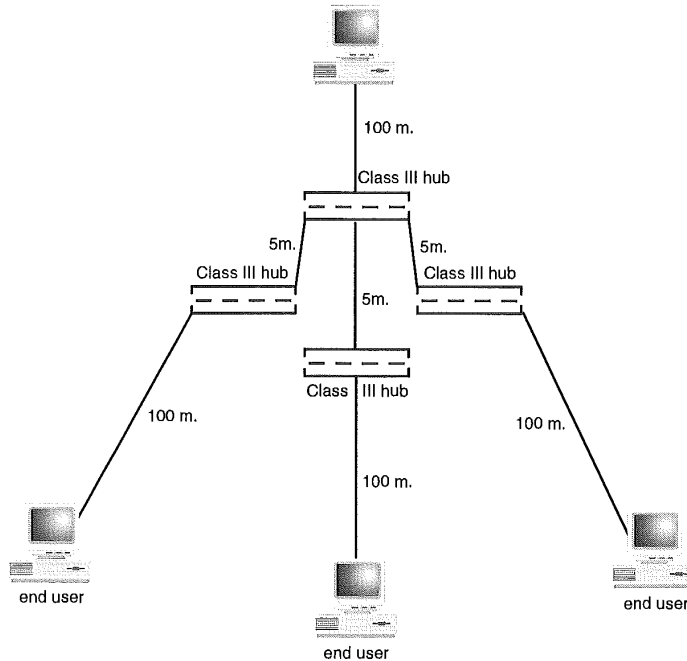 100 m.
Class III hub
5m.
5m.
Class III hub
Class III hub
5m.
Class III hub
100 m.
100 m.
100 m.
end user
end user
end user